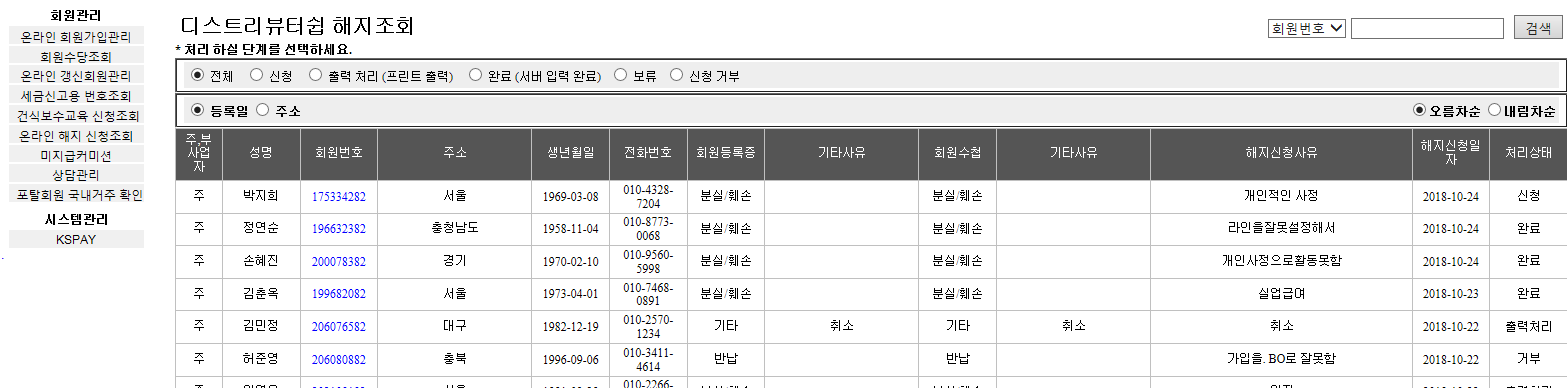 회원관리
온라인 회원가입관리
회원수당조회
온라인 갱신회원관리
세금신고용 번호조회
건식보수교육 신청조회
온라인 해지 신청조회
미지급커미션
상담관리
포탈회원 국내거주 확인
시스템관리
KSPAY
디스트리뷰터쉽 해지조회
회원번호 검색
* 처리 하실 단계를 선택하세요.
전체 신청 출력 처리 (프린트 출력) 완료 (서버 입력 완료) 보류 신청 거부
등록일 주소 오름차순 내림차순
주,부 사업자 성명 회원번호 주소 생년월일 전화번호 회원등록증 기타사유 회원수첩 기타사유 해지신청사유 해지신청일자 처리상태
주 박지희 175334282 서울 1969-03-08 010-4328-7204 분실/훼손 분실/훼손 개인적인 사정 2018-10-24 신청
주 정연순 196632382 충청남도 1958-11-04 010-8773-0068 분실/훼손 분실/훼손 라인을잘못설정해서 2018-10-24 완료
주 손혜진 200078382 경기 1970-02-10 010-9560-5998 분실/훼손 분실/훼손 개인사정으로활동못함 2018-10-24 완료
주 김춘옥 199682082 서울 1973-04-01 010-7468-0891 분실/훼손 분실/훼손 실업급여 2018-10-23 완료
주 김민정 206076582 대구 1982-12-19 010-2570-1234 기타 취소 기타 취소 취소 2018-10-22 출력처리
주 허준영 206080882 충북 1996-09-06 010-3411-4614 반납 반납 가입을. BO로 잘못함 2018-10-22 거부
010-2266-